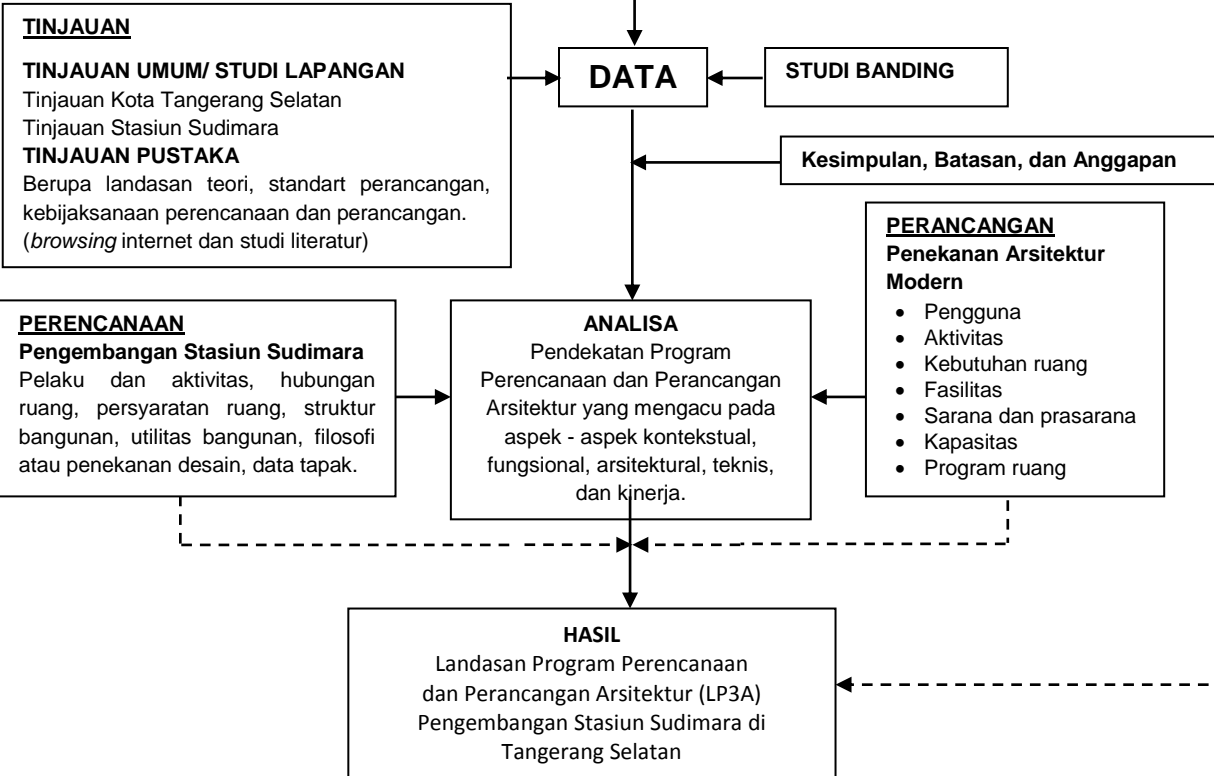 TINJAUAN
TINJAUAN UMUM/ STUDI LAPANGAN
Tinjauan Kota Tangerang Selatan
Tinjauan Stasiun Sudimara
TINJAUAN PUSTAKA
Berupa landasan teori, standart perancangan,
kebijaksanaan perencanaan dan perancangan.
(browsing internet dan studi literatur)
DATA
STUDI BANDING
Kesimpulan, Batasan, dan Anggapan
PERENCANAAN
Pengembangan Stasiun Sudimara
Pelaku dan aktivitas, hubungan
ruang, persyaratan ruang, struktur
bangunan, utilitas bangunan, filosofi
atau penekanan desain, data tapak.
ANALISA
Pendekatan Program
Perencanaan dan Perancangan
Arsitektur yang mengacu pada
aspek - aspek kontekstual,
fungsional, arsitektural, teknis,
dan kinerja.
PERANCANGAN
Penekanan Arsitektur
Modern
• Pengguna
• Aktivitas
• Kebutuhan ruang
• Fasilitas
• Sarana dan prasarana
• Kapasitas
• Program ruang
HASIL
Landasan Program Perencanaan
dan Perancangan Arsitektur (LP3A)
Pengembangan Stasiun Sudimara di
Tangerang Selatan